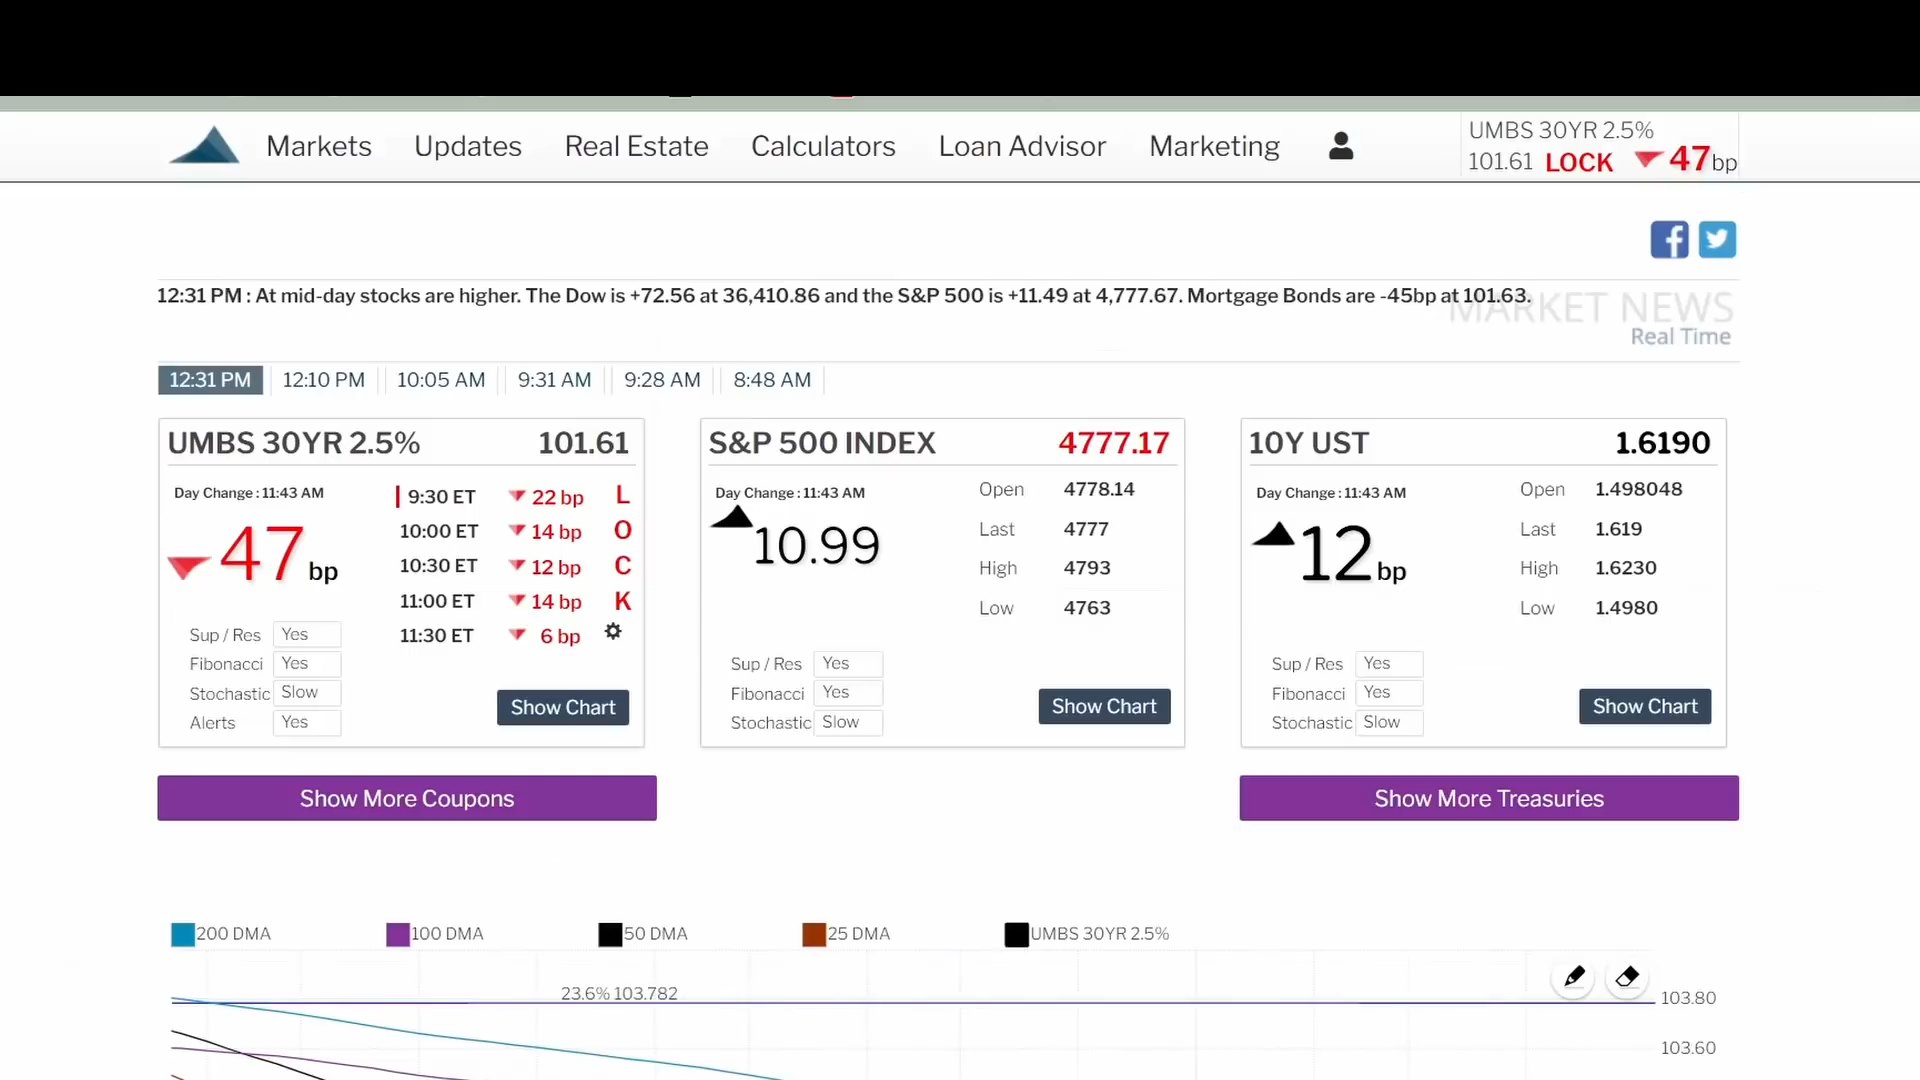 Markets Updates Real Estate Calculators Loan Advisor Marketing
UMBS 30YR 2.5%
101.61 LOCK 47bp
12:31 PM : At mid-day stocks are higher. The Dow is +72.56 at 36,410.86 and the S&P 500 is +11.49 at 4,777.67. Mortgage Bonds are -45bp at 101.63.
MARKET NEWS
Real Time
12:31 PM 12:10 PM 10:05 AM 9:31 AM 9:28 AM 8:48 AM
UMBS 30YR 2.5% 101.61
Day Change : 11:43 AM
47 bp
9:30 ET 22 bp L
10:00 ET 14 bp O
10:30 ET 12 bp C
11:00 ET 14 bp K
11:30 ET 6 bp
Sup / Res Yes
Fibonacci Yes
Stochastic Slow
Alerts Yes
Show Chart
S&P 500 INDEX 4777.17
Day Change : 11:43 AM
10.99
Open 4778.14
Last 4777
High 4793
Low 4763
Sup / Res Yes
Fibonacci Yes
Stochastic Slow
Show Chart
10Y UST 1.6190
Day Change : 11:43 AM
12 bp
Open 1.498048
Last 1.619
High 1.6230
Low 1.4980
Sup / Res Yes
Fibonacci Yes
Stochastic Slow
Show Chart
Show More Coupons
Show More Treasuries
200 DMA 100 DMA 50 DMA 25 DMA UMBS 30YR 2.5%
23.6% 103.782
103.80
103.60